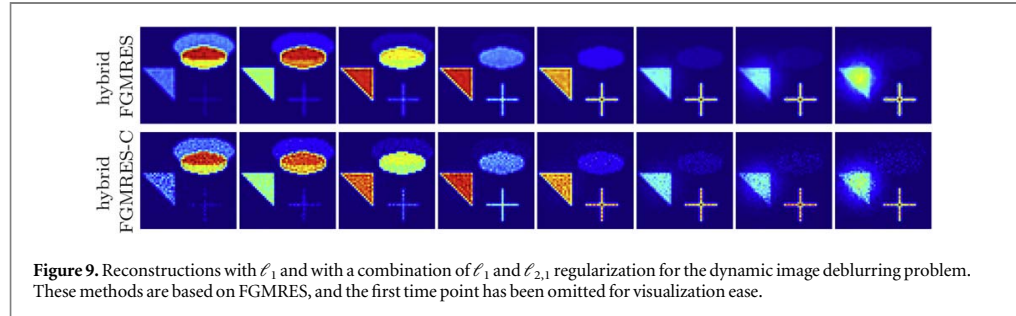 hybrid
FGMRES
hybrid
FGMRES-C
Figure 9. Reconstructions with ℓ₁ and with a combination of ℓ₁ and ℓ₂,₁ regularization for the dynamic image deblurring problem.
These methods are based on FGMRES, and the first time point has been omitted for visualization ease.